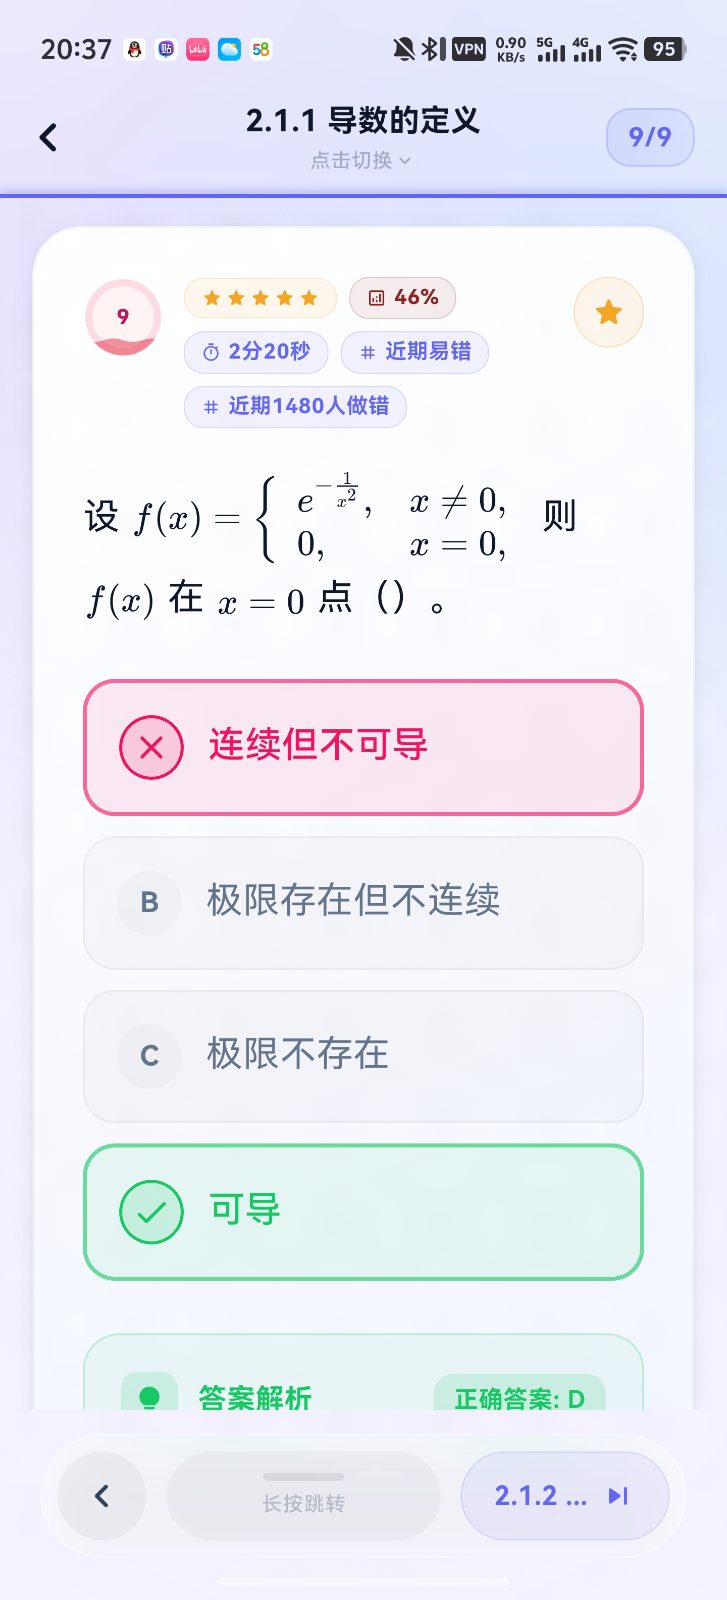 20:37 贴 bilibili 58 VPN 0.90 KB/s 5G 4G 95
2.1.1 导数的定义
点击切换
9/9
9
46%
2分20秒
# 近期易错
# 近期1480人做错
设 f(x) = { e^{-\frac{1}{x^2}}, x ≠ 0, 则
0, x = 0,
f(x) 在 x = 0 点（）。
连续但不可导
B 极限存在但不连续
C 极限不存在
可导
答案解析
正确答案: D
长按跳转
2.1.2 ...